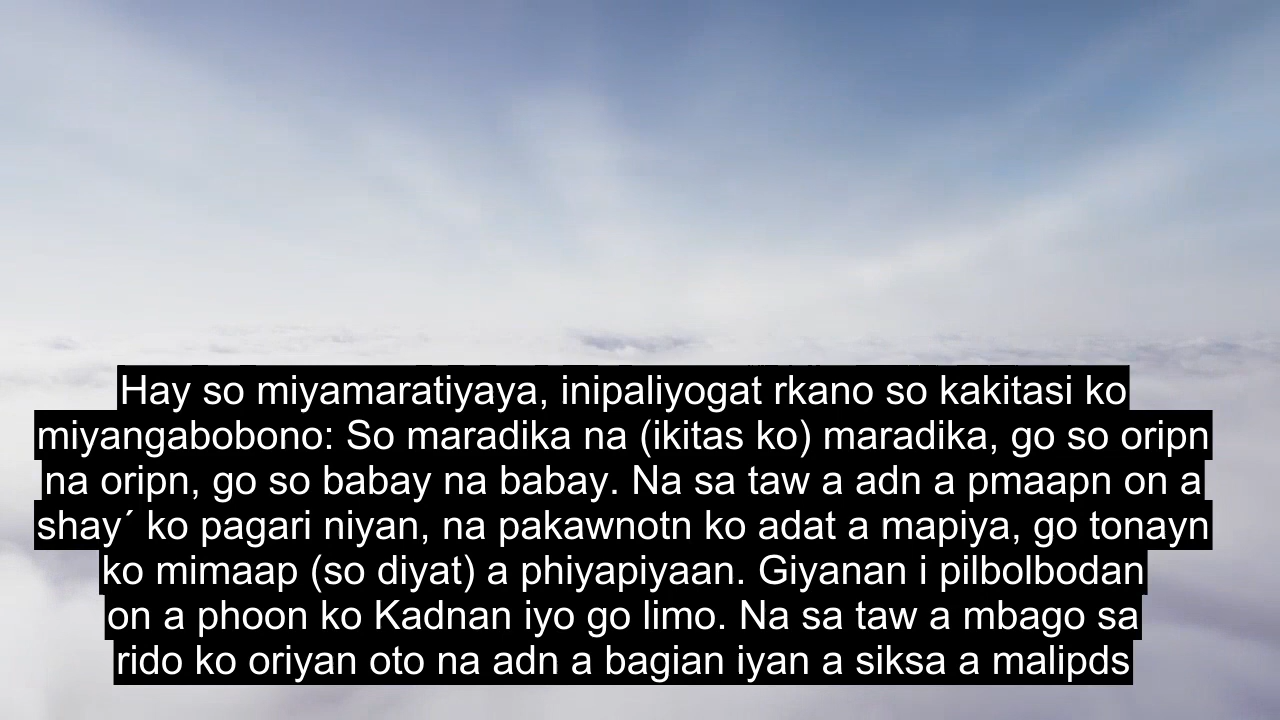 Hay so miyamaratiyaya, inipaliyogat rkano so kakitasi ko
miyangabobono: So maradika na (ikitas ko) maradika, go so oripn
na oripn, go so babay na babay. Na sa taw a adn a pmaapn on a
shay´ ko pagari niyan, na pakawnotn ko adat a mapiya, go tonayn
ko mimaap (so diyat) a phiyapiyaan. Giyanan i pilbolbodan
on a phoon ko Kadnan iyo go limo. Na sa taw a mbago sa
rido ko oriyan oto na adn a bagian iyan a siksa a malipds